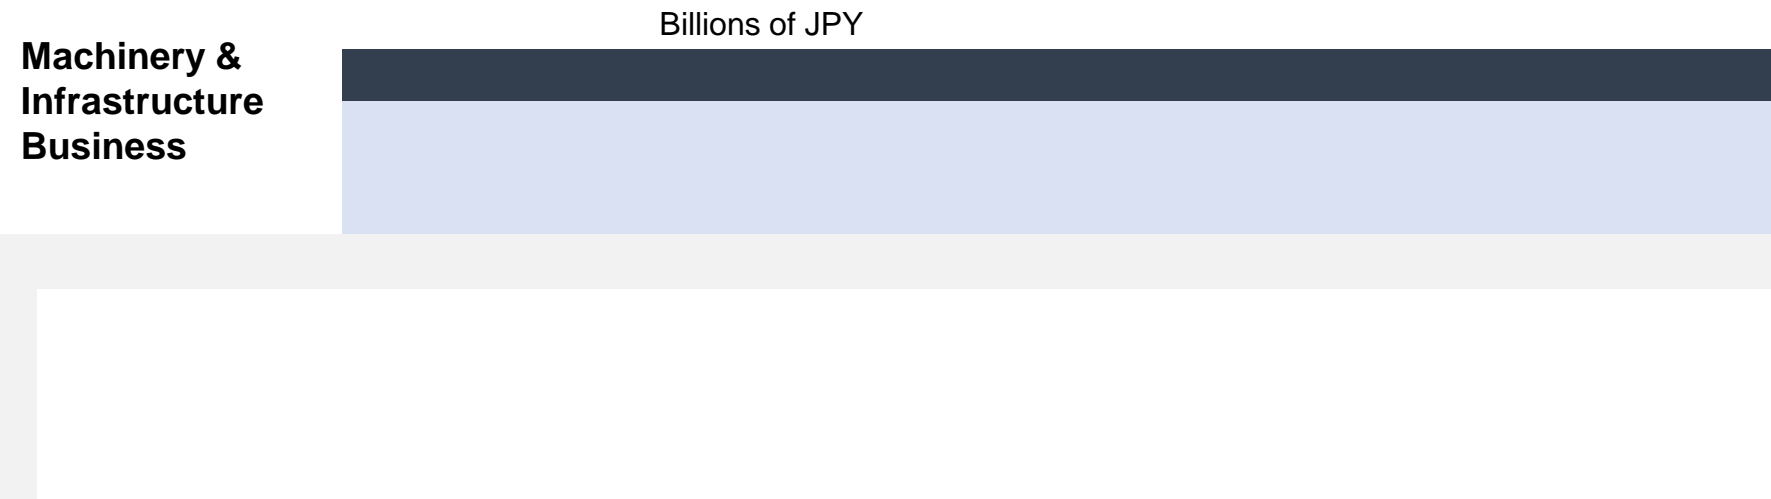 Billions of JPY
Machinery &
Infrastructure
Business